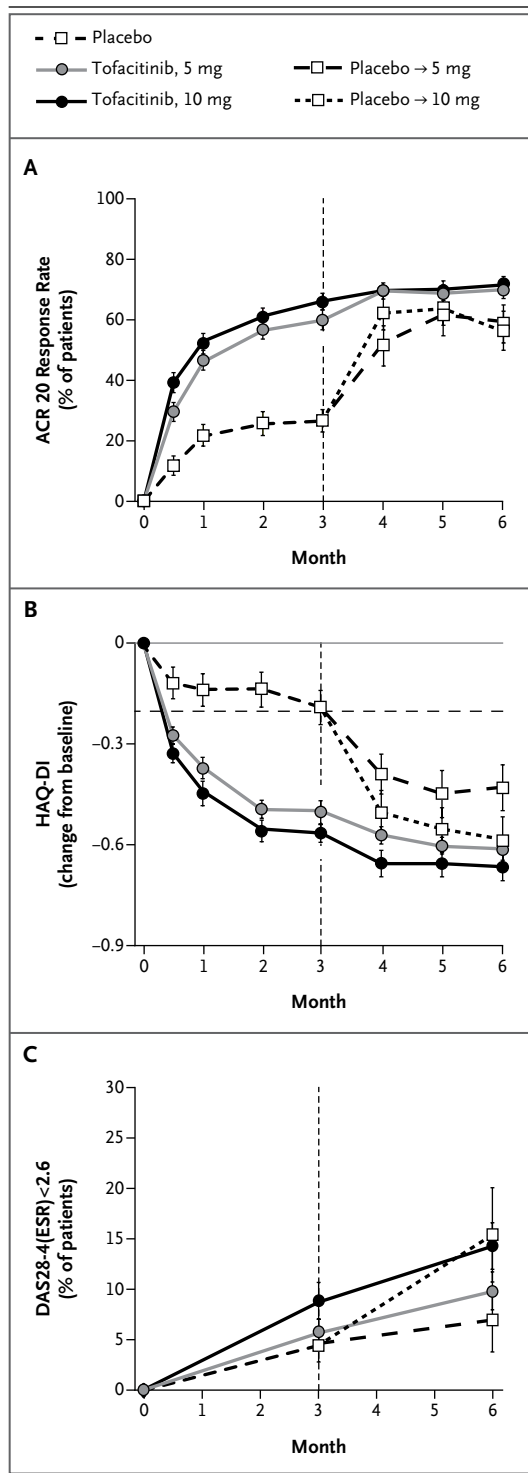 Placebo
Tofacitinib, 5 mg
Placebo → 5 mg
Tofacitinib, 10 mg
Placebo → 10 mg
A
100
80
60
40
20
0
ACR 20 Response Rate
(% of patients)
0 1 2 3 4 5 6
Month
B
0
−0.3
−0.6
−0.9
HAQ-DI
(change from baseline)
0 1 2 3 4 5 6
Month
C
30
25
20
15
10
5
0
DAS28-4(ESR)<2.6
(% of patients)
0 1 2 3 4 5 6
Month